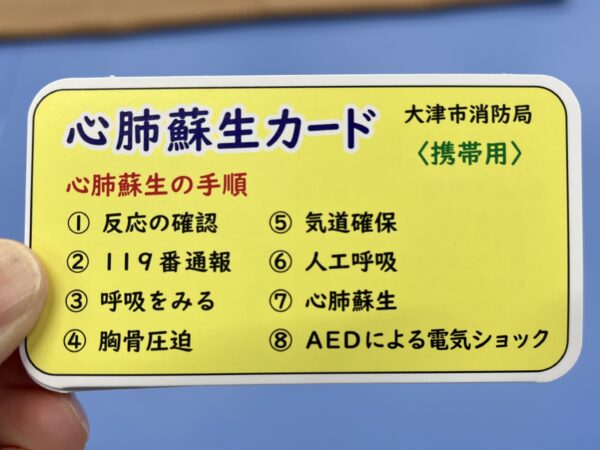 心肺蘇生カード
大津市消防局
〈携帯用〉
心肺蘇生の手順
① 反応の確認
② 119番通報
③ 呼吸をみる
④ 胸骨圧迫
⑤ 気道確保
⑥ 人工呼吸
⑦ 心肺蘇生
⑧ AEDによる電気ショック